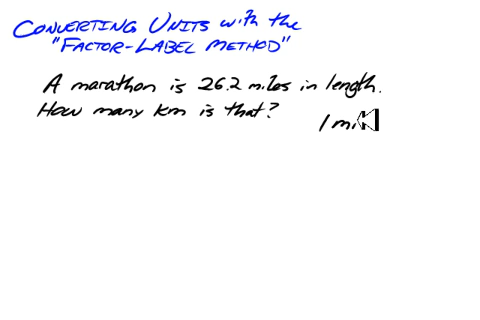 CONVERTING UNITS with the
"FACTOR-LABEL METHOD"
A marathon is 26.2 miles in length.
How many km is that?
1 mi